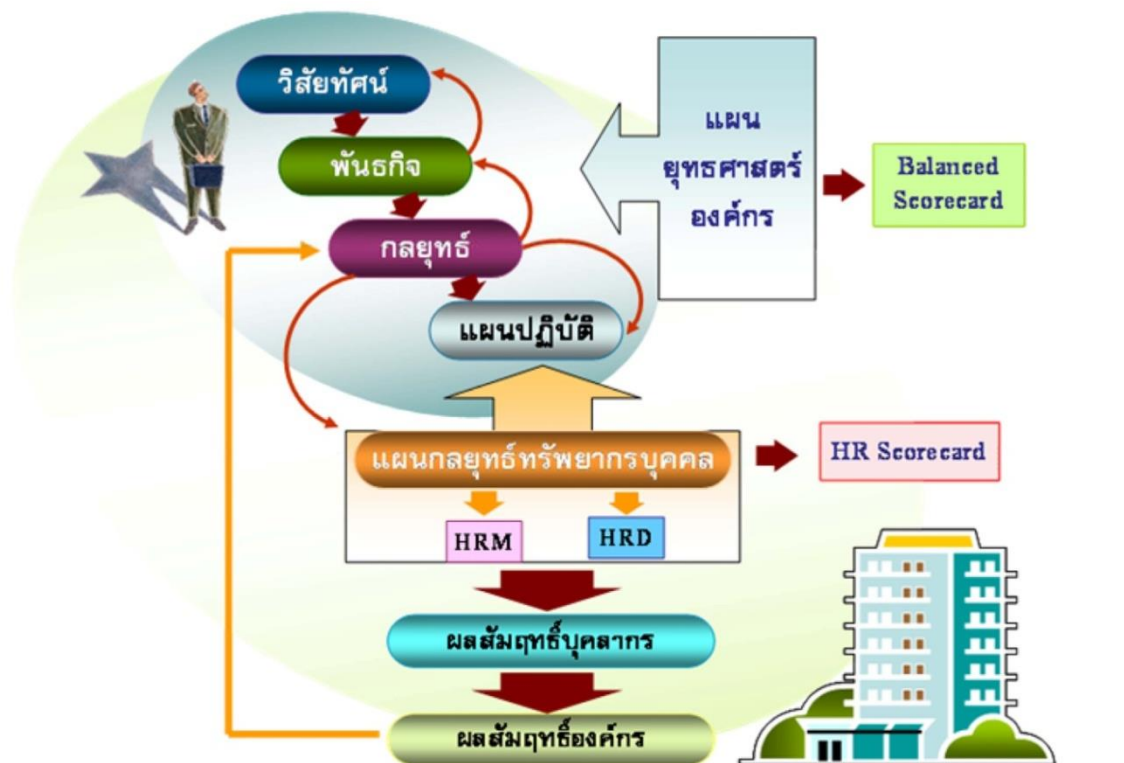 วิสัยทัศน์
พันธกิจ
กลยุทธ์
แผนปฏิบัติ
แผน
ยุทธศาสตร์
องค์กร
Balanced
Scorecard
แผนกลยุทธ์ทรัพยากรบุคคล
HR Scorecard
HRM
HRD
ผลสัมฤทธิ์บุคลากร
ผลสัมฤทธิ์องค์กร